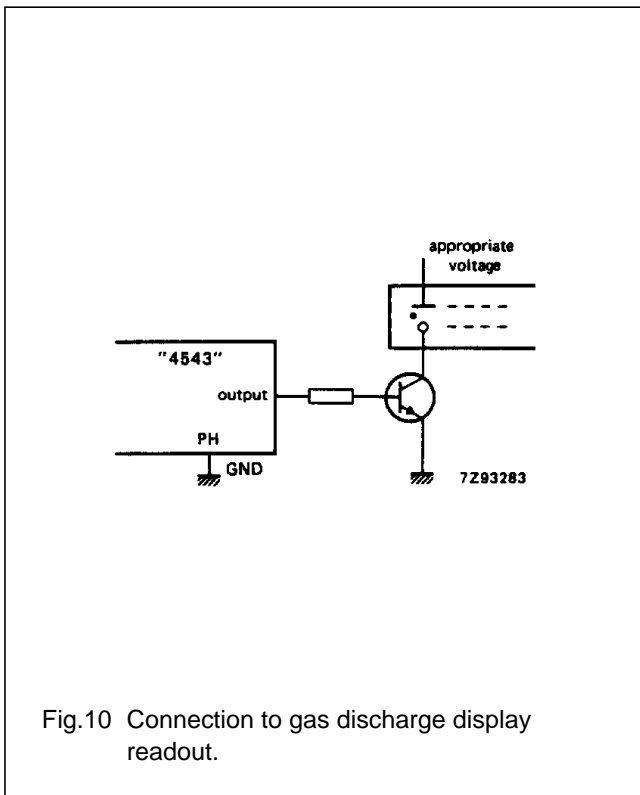 appropriate
voltage
"4543"
output
PH
GND
7Z93283
Fig.10 Connection to gas discharge display
readout.